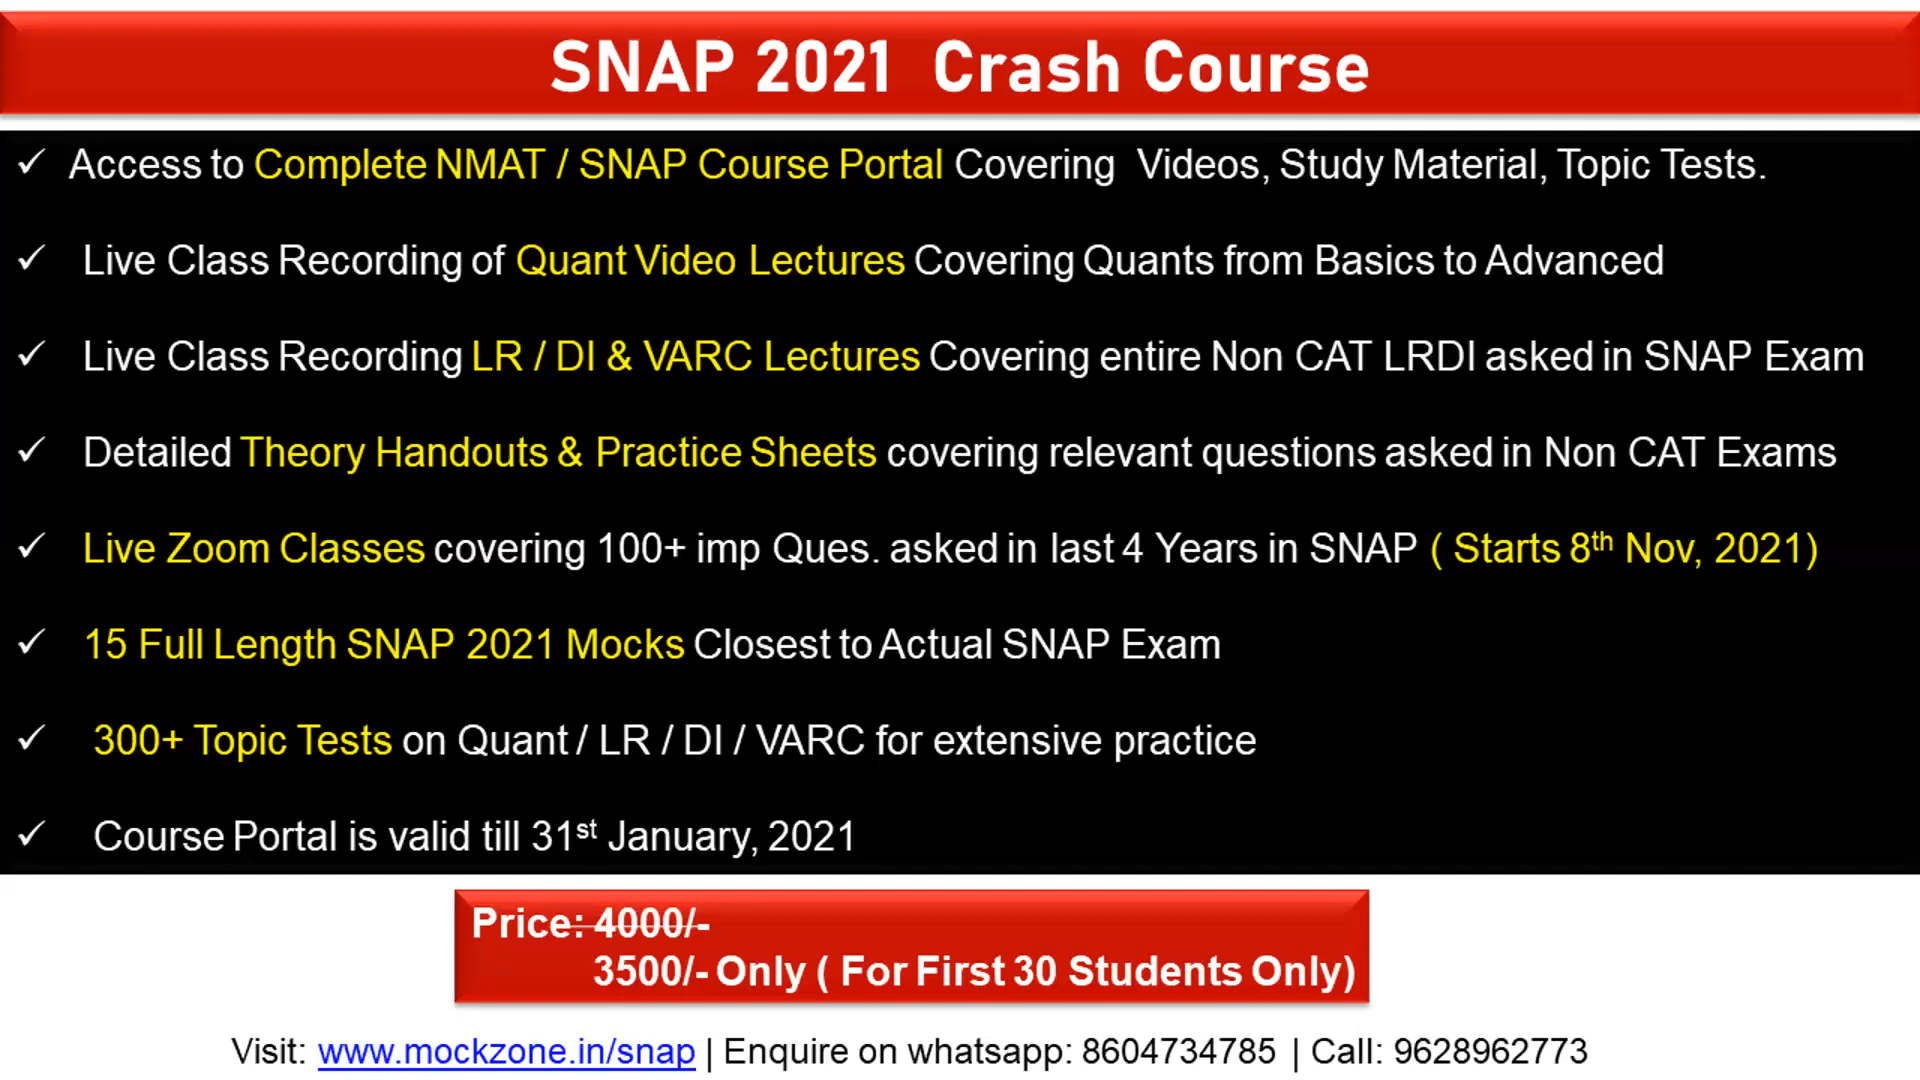 SNAP 2021 Crash Course
✓ Access to Complete NMAT / SNAP Course Portal Covering Videos, Study Material, Topic Tests.
✓ Live Class Recording of Quant Video Lectures Covering Quants from Basics to Advanced
✓ Live Class Recording LR / DI & VARC Lectures Covering entire Non CAT LRDI asked in SNAP Exam
✓ Detailed Theory Handouts & Practice Sheets covering relevant questions asked in Non CAT Exams
✓ Live Zoom Classes covering 100+ imp Ques. asked in last 4 Years in SNAP ( Starts 8th Nov, 2021)
✓ 15 Full Length SNAP 2021 Mocks Closest to Actual SNAP Exam
✓ 300+ Topic Tests on Quant / LR / DI / VARC for extensive practice
✓ Course Portal is valid till 31st January, 2021
Price: 4000/-
3500/- Only ( For First 30 Students Only)
Visit: www.mockzone.in/snap | Enquire on whatsapp: 8604734785 | Call: 9628962773